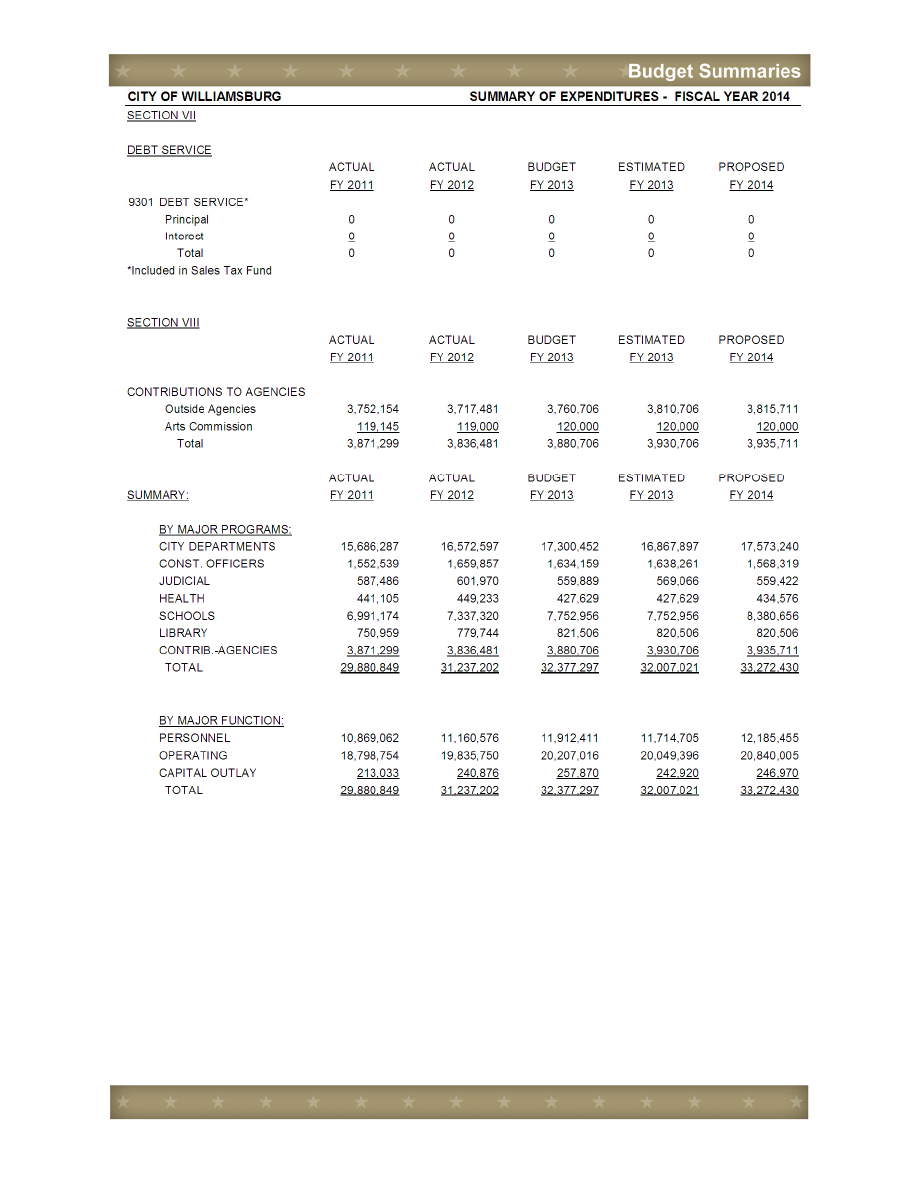 Budget Summaries
CITY OF WILLIAMSBURG SUMMARY OF EXPENDITURES - FISCAL YEAR 2014
SECTION VII
DEBT SERVICE
ACTUAL ACTUAL BUDGET ESTIMATED PROPOSED
FY 2011 FY 2012 FY 2013 FY 2013 FY 2014
9301 DEBT SERVICE*
Principal 0 0 0 0 0
Interest 0 0 0 0 0
Total 0 0 0 0 0
*Included in Sales Tax Fund
SECTION VIII
ACTUAL ACTUAL BUDGET ESTIMATED PROPOSED
FY 2011 FY 2012 FY 2013 FY 2013 FY 2014
CONTRIBUTIONS TO AGENCIES
Outside Agencies 3,752,154 3,717,481 3,760,706 3,810,706 3,815,711
Arts Commission 119,145 119,000 120,000 120,000 120,000
Total 3,871,299 3,836,481 3,880,706 3,930,706 3,935,711
ACTUAL ACTUAL BUDGET ESTIMATED PROPOSED
SUMMARY: FY 2011 FY 2012 FY 2013 FY 2013 FY 2014
BY MAJOR PROGRAMS:
CITY DEPARTMENTS 15,686,287 16,572,597 17,300,452 16,867,897 17,573,240
CONST. OFFICERS 1,552,539 1,659,857 1,634,159 1,638,261 1,568,319
JUDICIAL 587,486 601,970 559,889 569,066 559,422
HEALTH 441,105 449,233 427,629 427,629 434,576
SCHOOLS 6,991,174 7,337,320 7,752,956 7,752,956 8,380,656
LIBRARY 750,959 779,744 821,506 820,506 820,506
CONTRIB.-AGENCIES 3,871,299 3,836,481 3,880,706 3,930,706 3,935,711
TOTAL 29,880,849 31,237,202 32,377,297 32,007,021 33,272,430
BY MAJOR FUNCTION:
PERSONNEL 10,869,062 11,160,576 11,912,411 11,714,705 12,185,455
OPERATING 18,798,754 19,835,750 20,207,016 20,049,396 20,840,005
CAPITAL OUTLAY 213,033 240,876 257,870 242,920 246,970
TOTAL 29,880,849 31,237,202 32,377,297 32,007,021 33,272,430